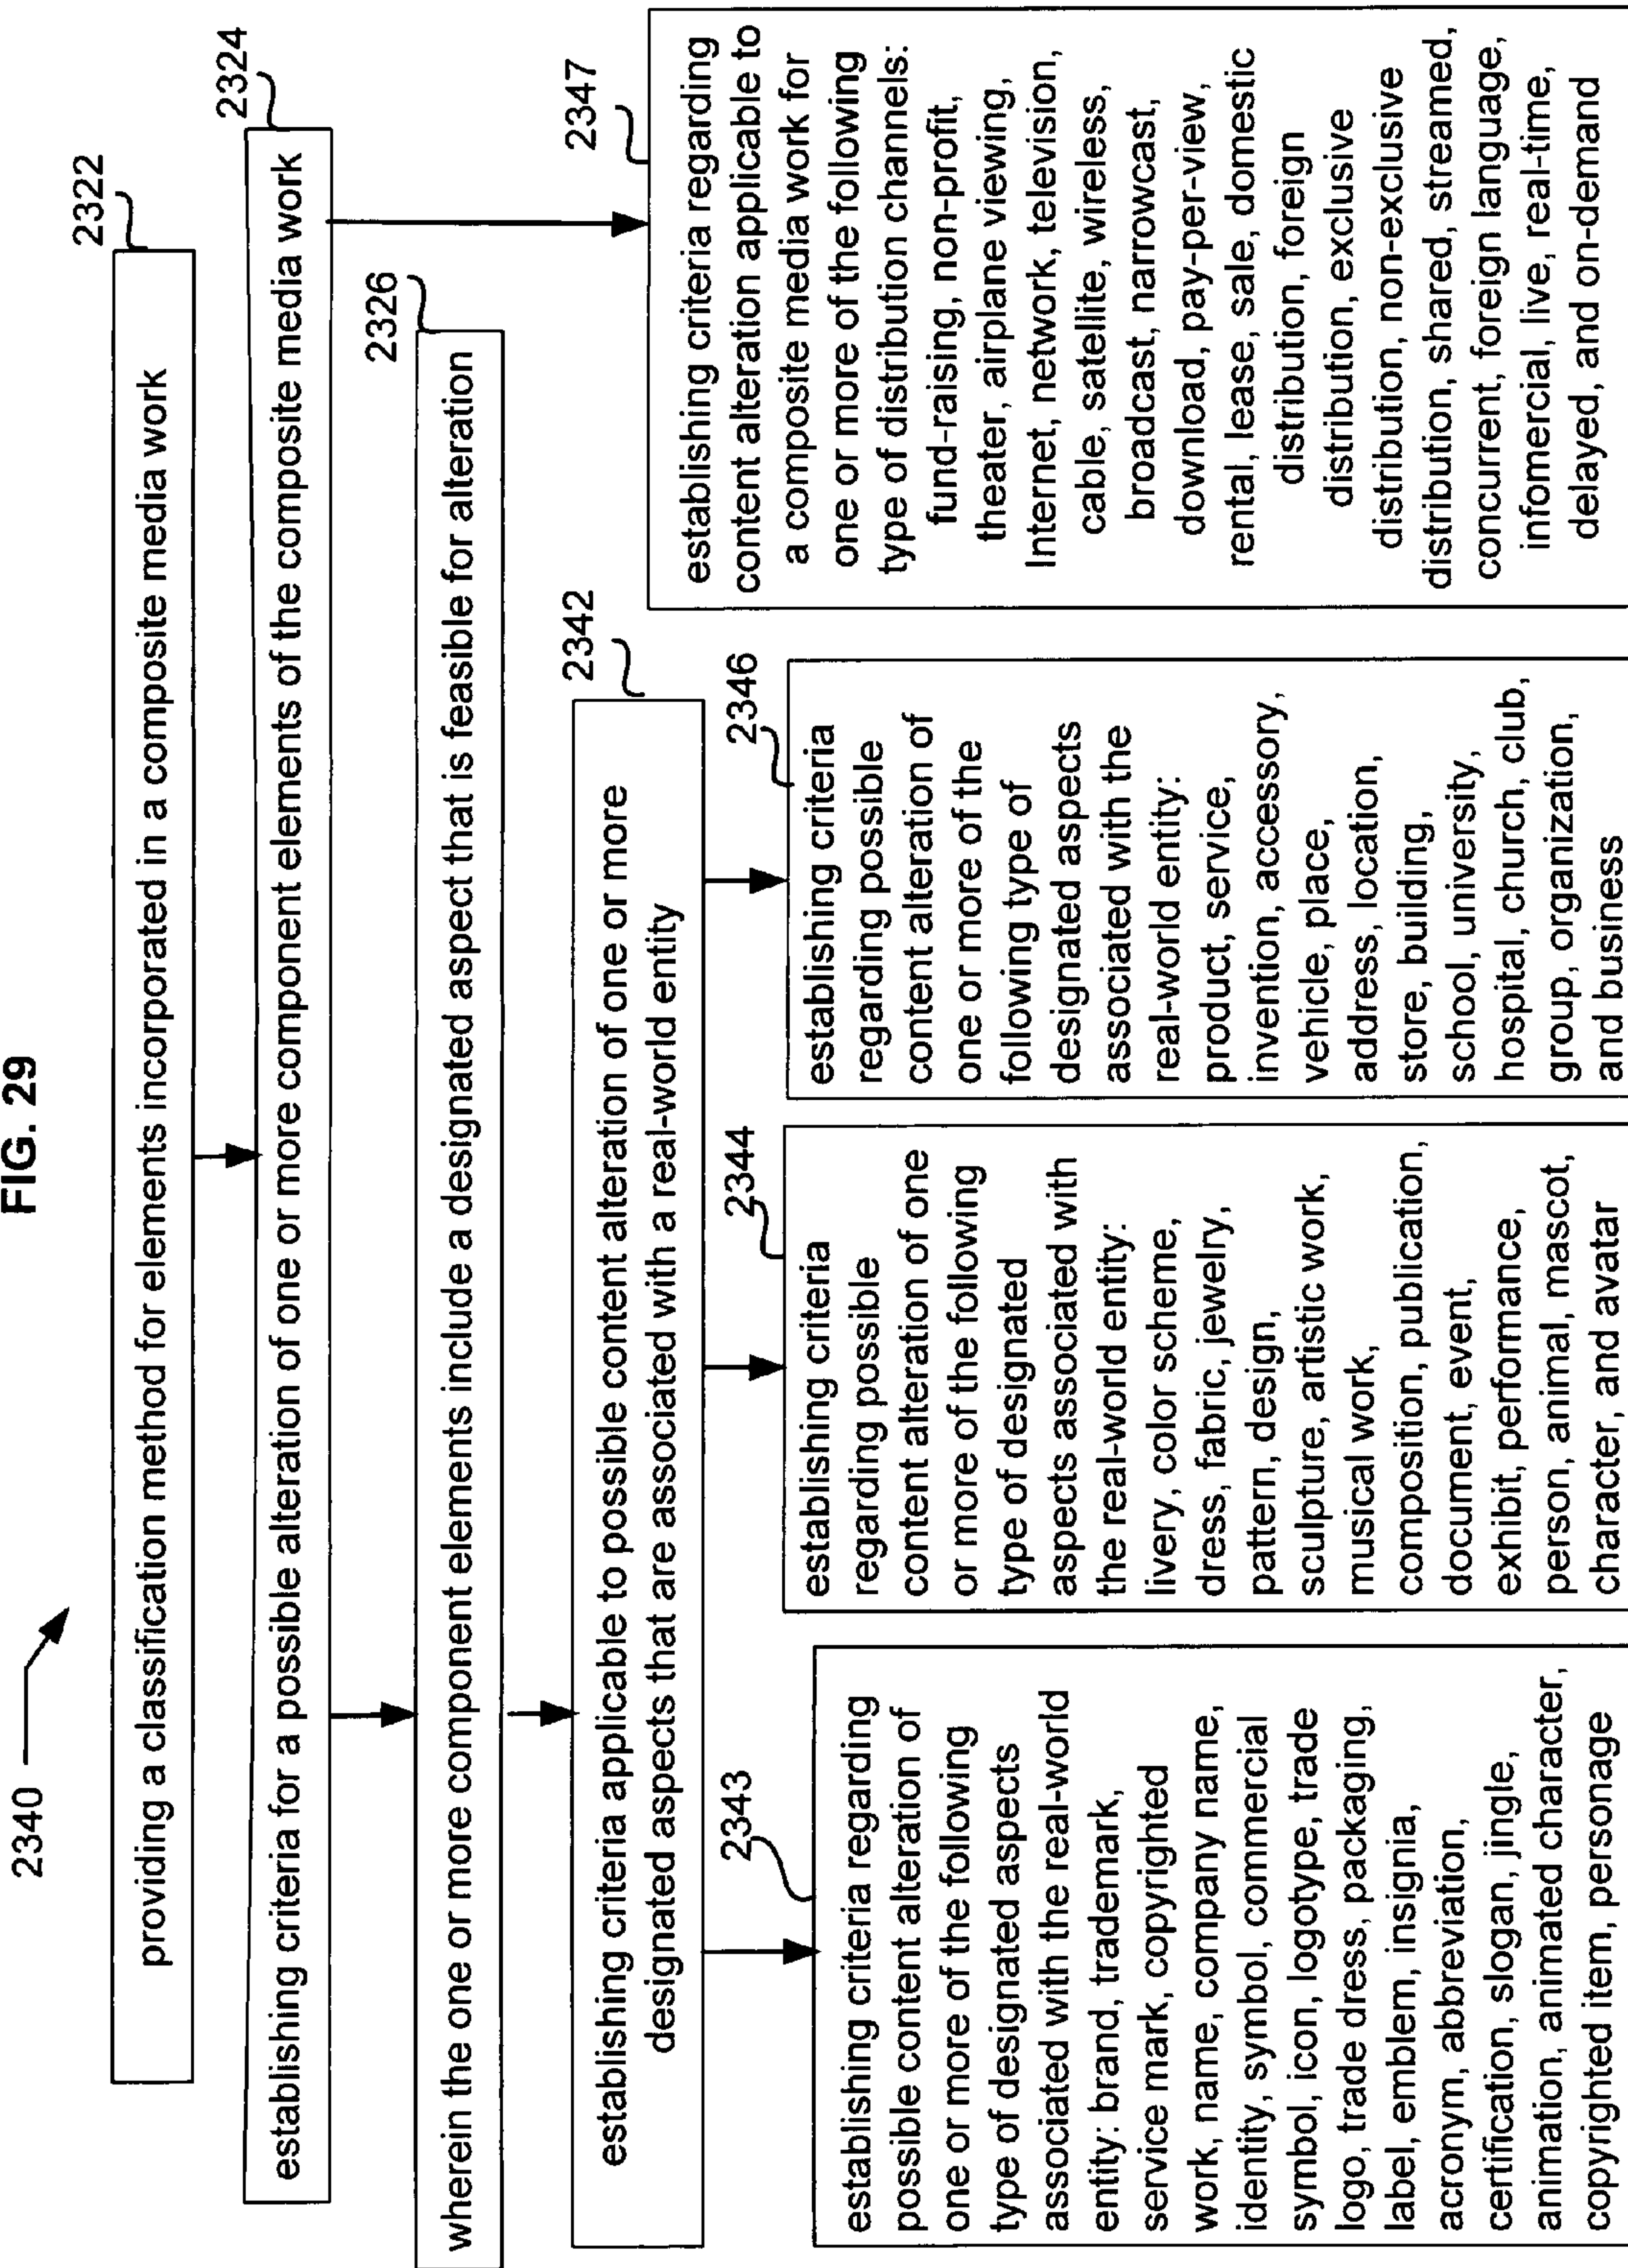 FIG. 29
2340
2322
providing a classification method for elements incorporated in a composite media work
2324
establishing criteria for a possible alteration of one or more component elements of the composite media work
2326
wherein the one or more component elements include a designated aspect that is feasible for alteration
2342
establishing criteria applicable to possible content alteration of one or more
designated aspects that are associated with a real-world entity
2343
establishing criteria regarding
possible content alteration of
one or more of the following
type of designated aspects
associated with the real-world
entity: brand, trademark,
service mark, copyrighted
work, name, company name,
identity, symbol, commercial
symbol, icon, logotype, trade
logo, trade dress, packaging,
label, emblem, insignia,
acronym, abbreviation,
certification, slogan, jingle,
animation, animated character,
copyrighted item, personage
2344
establishing criteria
regarding possible
content alteration of one
or more of the following
type of designated
aspects associated with
the real-world entity:
livery, color scheme,
dress, fabric, jewelry,
pattern, design,
sculpture, artistic work,
musical work,
composition, publication,
document, event,
exhibit, performance,
person, animal, mascot,
character, and avatar
2346
establishing criteria
regarding possible
content alteration of
one or more of the
following type of
designated aspects
associated with the
real-world entity:
product, service,
invention, accessory,
vehicle, place,
address, location,
store, building,
school, university,
hospital, church, club,
group, organization,
and business
2347
establishing criteria regarding
content alteration applicable to
a composite media work for
one or more of the following
type of distribution channels:
fund-raising, non-profit,
theater, airplane viewing,
Internet, network, television,
cable, satellite, wireless,
broadcast, narrowcast,
download, pay-per-view,
rental, lease, sale, domestic
distribution, foreign
distribution, exclusive
distribution, non-exclusive
distribution, shared, streamed,
concurrent, foreign language,
infomercial, live, real-time,
delayed, and on-demand